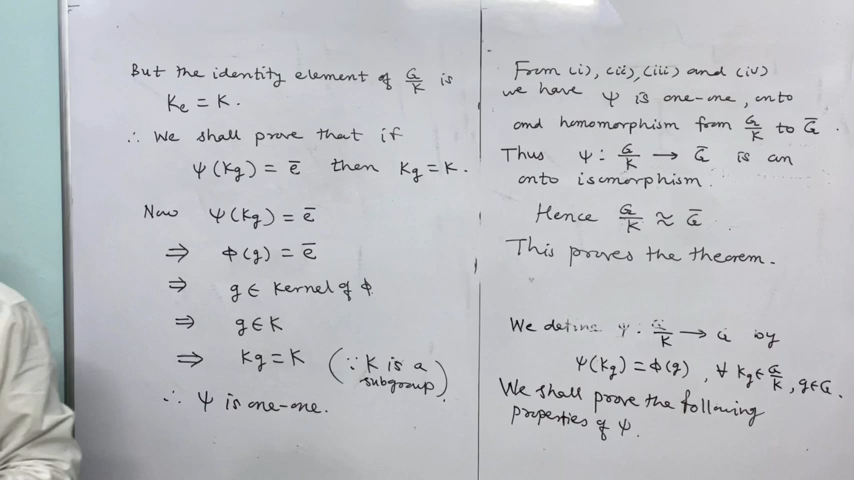 But the identity element of G/K is
Ke = K.
∴ We shall prove that if
Ψ(Kg) = ē then Kg = K.
Now Ψ(Kg) = ē
⇒ Φ(g) = ē
⇒ g ∈ Kernel of Φ
⇒ g ∈ K
⇒ Kg = K (∵ K is a subgroup)
∴ Ψ is one-one.
From (i), (ii), (iii) and (iv)
we have Ψ is one-one, onto
and homomorphism from G/K to Ḡ.
Thus Ψ : G/K → Ḡ is an
onto isomorphism.
Hence G/K ≈ Ḡ.
This proves the theorem.
We define Ψ : G/K → G by
Ψ(Kg) = Φ(g), ∀ Kg ∈ G/K, g ∈ G.
We shall prove the following
properties of Ψ.